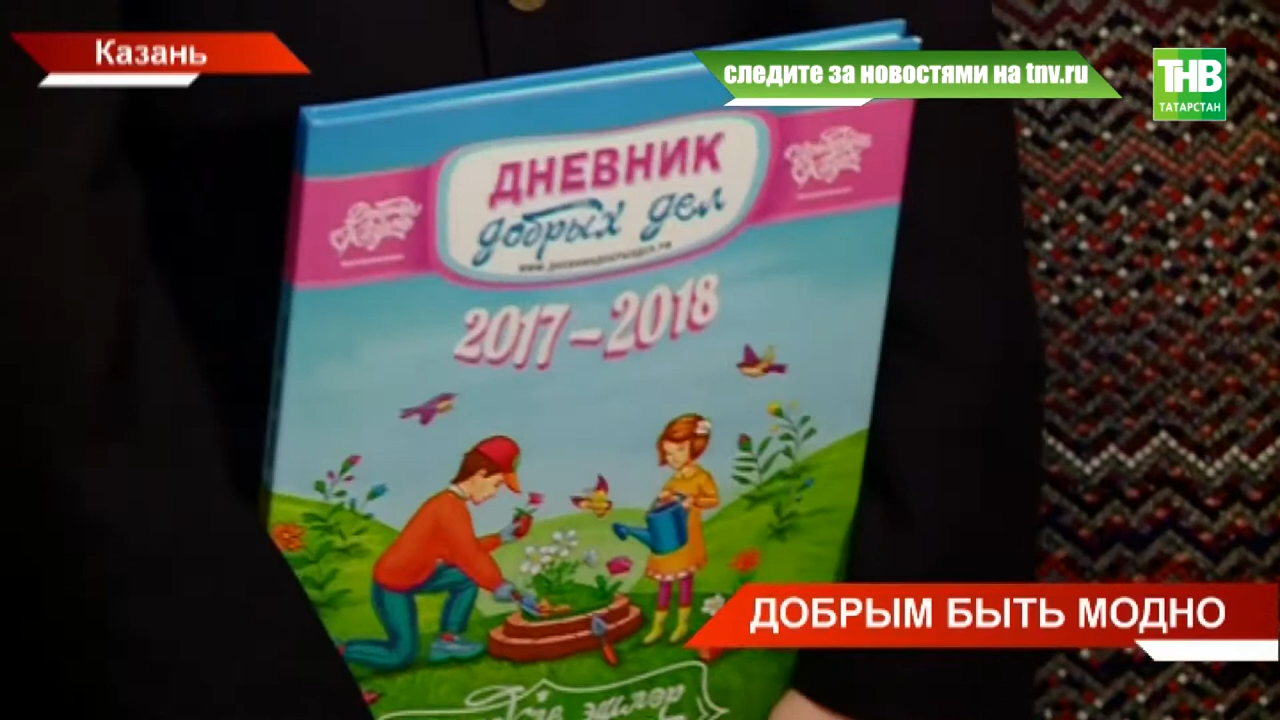 Казань
следите за новостями на tnv.ru
ТНВ
ТАТАРСТАН
ДНЕВНИК
добрых дел
2017-2018
ДОБРЫМ БЫТЬ МОДНО